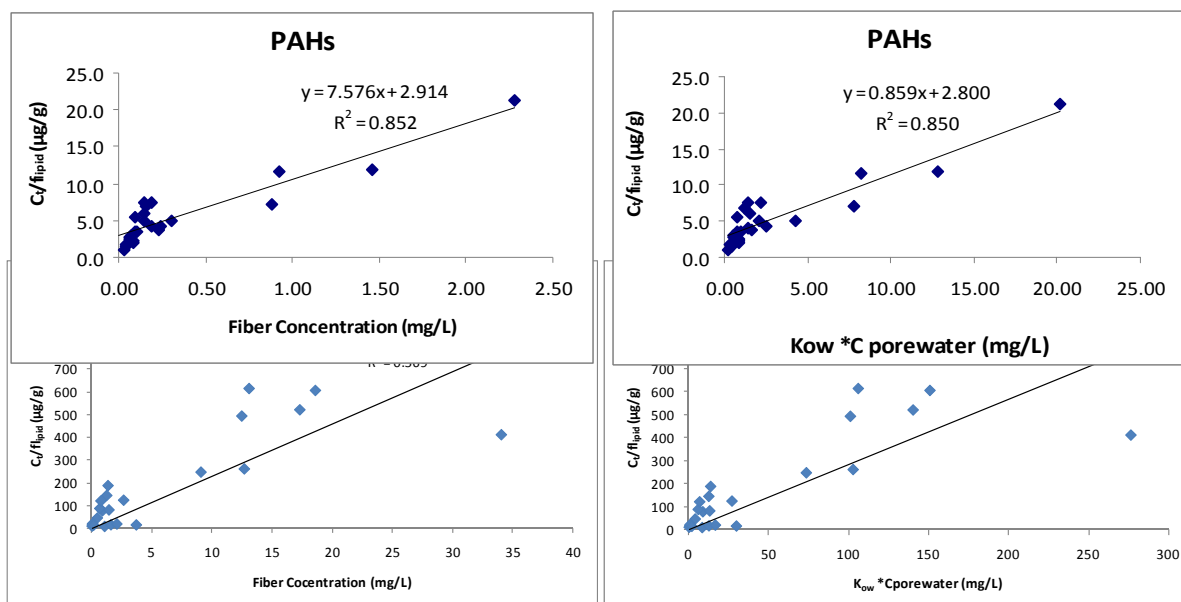 PAHs
y = 7.576x + 2.914
R² = 0.852
Cₜ/fₗᵢₚᵢd (µg/g)
25.0
20.0
15.0
10.0
5.0
0.0
0.00 0.50 1.00 1.50 2.00 2.50
Fiber Concentration (mg/L)
PAHs
y = 0.859x + 2.800
R² = 0.850
Cₜ/fₗᵢₚᵢd (µg/g)
25.0
20.0
15.0
10.0
5.0
0.0
0.00 5.00 10.00 15.00 20.00 25.00
Kow *C porewater (mg/L)
Cₜ/fₗᵢₚᵢd (µg/g)
700
600
500
400
300
200
100
0
0 5 10 15 20 25 30 35 40
Fiber Cocentration (mg/L)
Cₜ/fₗᵢₚᵢd (µg/g)
700
600
500
400
300
200
100
0
0 50 100 150 200 250 300
Kow *Cporewater (mg/L)